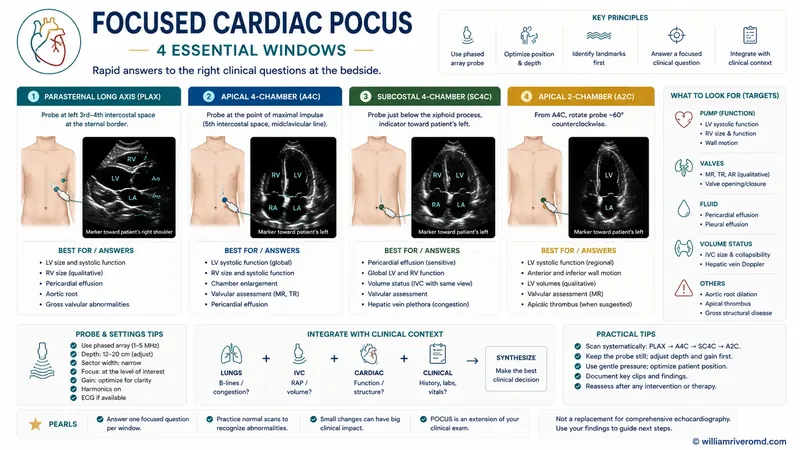 FOCUSED CARDIAC POCUS
4 ESSENTIAL WINDOWS
Rapid answers to the right clinical questions at the bedside.
KEY PRINCIPLES
Use phased
array probe
Optimize position
& depth
Identify landmarks
first
Answer a focused
clinical question
Integrate with
clinical context
1 PARASTERNAL LONG AXIS (PLAX)
Probe at left 3rd–4th intercostal space
at the sternal border.
RV
LV
Ao
LA
Marker toward patient's right shoulder
BEST FOR / ANSWERS
• LV size and systolic function
• RV size (qualitative)
• Pericardial effusion
• Aortic root
• Gross valvular abnormalities
2 APICAL 4-CHAMBER (A4C)
Probe at the point of maximal impulse
(5th intercostal space, midclavicular line).
RV
LV
RA
LA
Marker toward patient's left
BEST FOR / ANSWERS
• LV systolic function (global)
• RV size and systolic function
• Chamber enlargement
• Valvular assessment (MR, TR)
• Pericardial effusion
3 SUBCOSTAL 4-CHAMBER (SC4C)
Probe just below the xiphoid process,
indicator toward patient's left.
RV
LV
RA
LA
Marker toward patient's left
BEST FOR / ANSWERS
• Pericardial effusion (sensitive)
• Global LV and RV function
• Volume status (IVC with same view)
• Valvular assessment
• Hepatic vein plethora (congestion)
4 APICAL 2-CHAMBER (A2C)
From A4C, rotate probe ~60°
counterclockwise.
LV
LA
Marker toward patient's left
BEST FOR / ANSWERS
• LV systolic function (regional)
• Anterior and inferior wall motion
• LV volumes (qualitative)
• Valvular assessment (MR)
• Apicic thrombus (when susgested)
WHAT TO LOOK FOR (TARGETS)
PUMP (FUNCTION)
• LV systolic function
• RV size & function
• Wall motion
VALVES
• MR, TR, AR (qualitative)
• Valve opening/closure
FLUID
• Pericardial effusion
• Pleural effusion
VOLUME STATUS
• IVC size & collapsibility
• Hepatic vein Doppler
OTHERS
• Aortic root dilation
• Apical thrombus
• Gross structural disease
PROBE & SETTINGS TIPS
Use phased array (1–5 MHz)
Depth: 12–20 cm (adjust)
Sector width: narrow
Focus: at the level of interest
Gain: optimize for clarity
Harmonics on
ECG if available
INTEGRATE WITH CLINICAL CONTEXT
LUNGS
B-lines /
congestion?
+
IVC
RAP /
volume?
+
CARDIAC
Function /
structure?
+
CLINICAL
History, labs,
vitals?
SYNTHESIZE
Make the best
clinical decision
PRACTICAL TIPS
Scan systematically: PLAX → A4C → SC4C → A2C.
Keep the probe still; adjust depth and gain first.
Use gentle pressure; optimize patient position.
Document key clips and findings.
Reassess after any intervention or therapy.
PEARLS
Answer one focused question
per window.
Practice normal scans to
recognize abnormalities.
Small changes can have big
clinical impact.
POCUS is an extension of your
clinical exam.
Not a replacement for comprehensive echocardiography.
Use your findings to guide next steps.
© williamriveromd.com